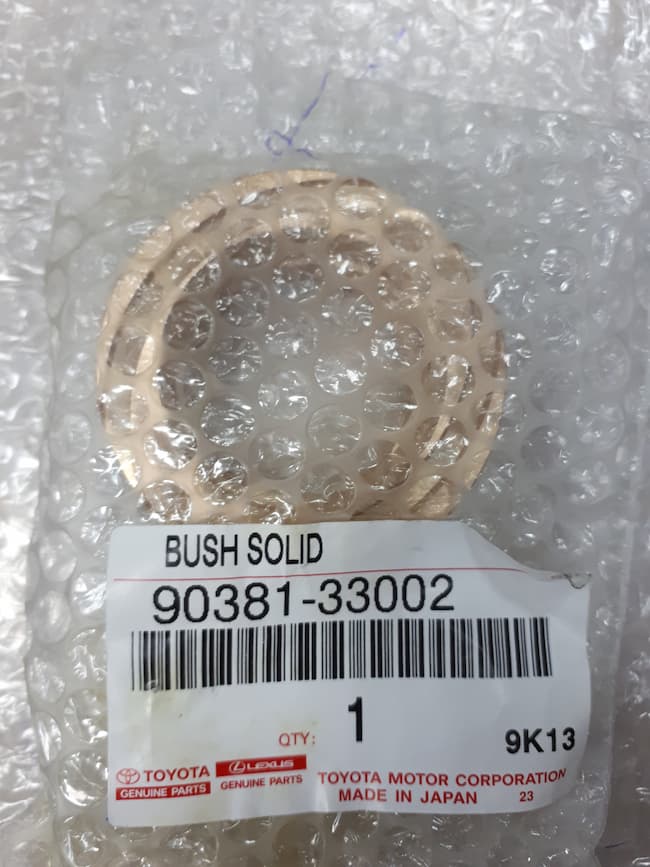 BUSH SOLID
90381-33002
QTY: 1
9K13
TOYOTA LEXUS
GENUINE PARTS GENUINE PARTS
TOYOTA MOTOR CORPORATION
MADE IN JAPAN 23